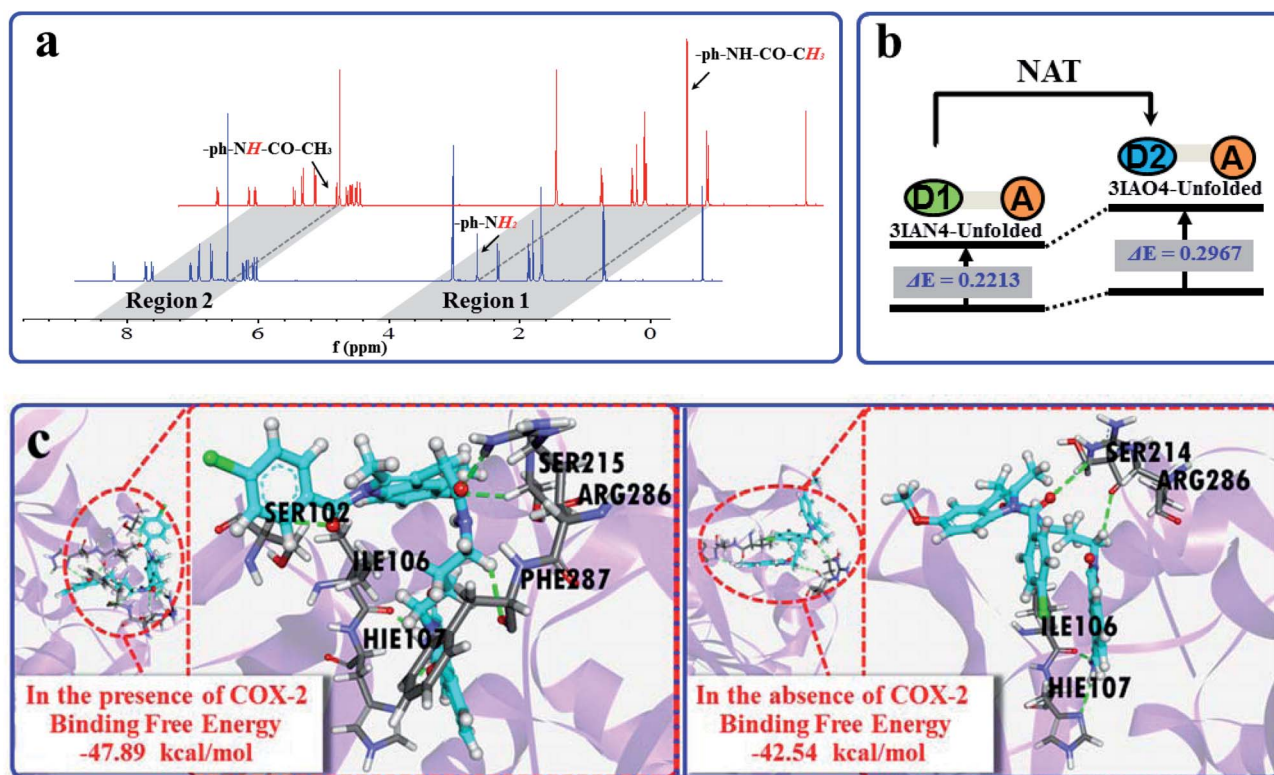 a
-ph-NH-CO-CH3
-ph-NH-CO-CH₃
-ph-NH₂
Region 2
Region 1
8
6
4
2
0
f (ppm)
b
NAT
D2
A
3IAO4-Unfolded
D1
A
3IAN4-Unfolded
ΔE = 0.2967
ΔE = 0.2213
c
SER215
ARG286
SER102
ILE106
PHE287
HIE107
In the presence of COX-2
Binding Free Energy
-47.89 kcal/mol
SER214
ARG286
ILE106
HIE107
In the absence of COX-2
Binding Free Energy
-42.54 kcal/mol